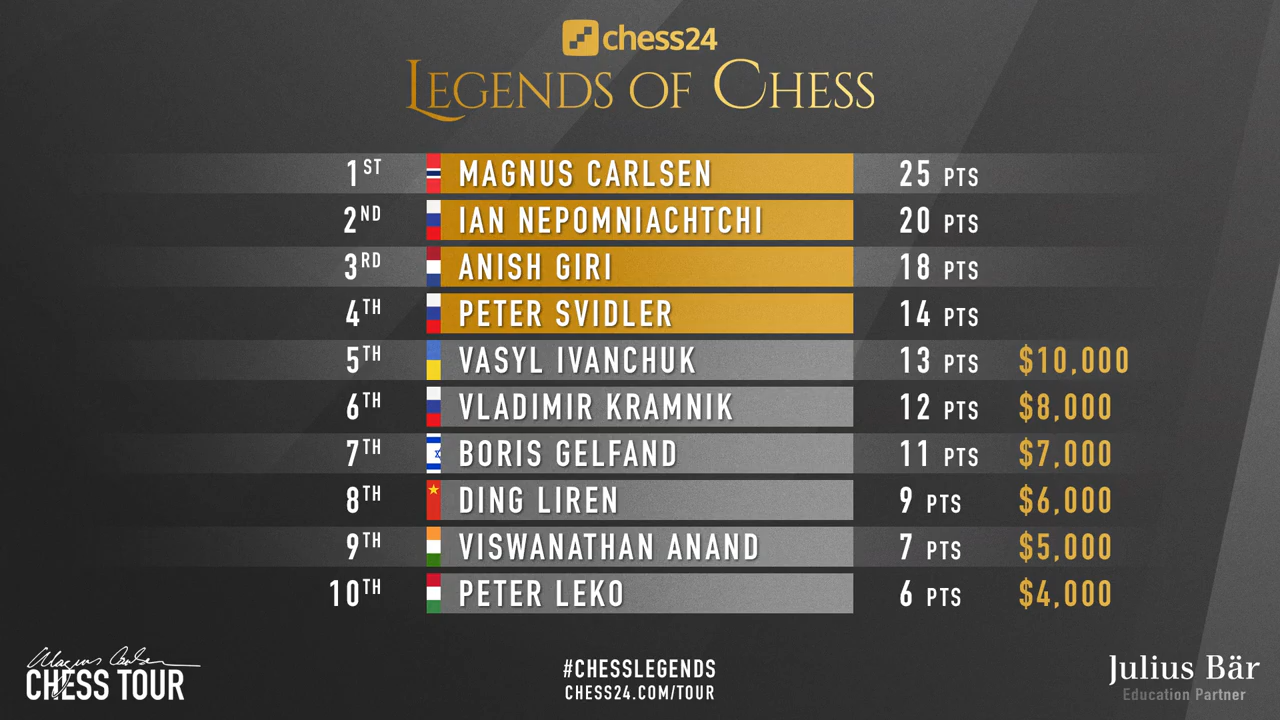 chess24
LEGENDS OF CHESS
1ST MAGNUS CARLSEN 25 PTS
2ND IAN NEPOMNIACHTCHI 20 PTS
3RD ANISH GIRI 18 PTS
4TH PETER SVIDLER 14 PTS
5TH VASYL IVANCHUK 13 PTS $10,000
6TH VLADIMIR KRAMNIK 12 PTS $8,000
7TH BORIS GELFAND 11 PTS $7,000
8TH DING LIREN 9 PTS $6,000
9TH VISWANATHAN ANAND 7 PTS $5,000
10TH PETER LEKO 6 PTS $4,000
Magnus Carlsen
CHESS TOUR
#CHESSLEGENDS
CHESS24.COM/TOUR
Julius Bär
Education Partner